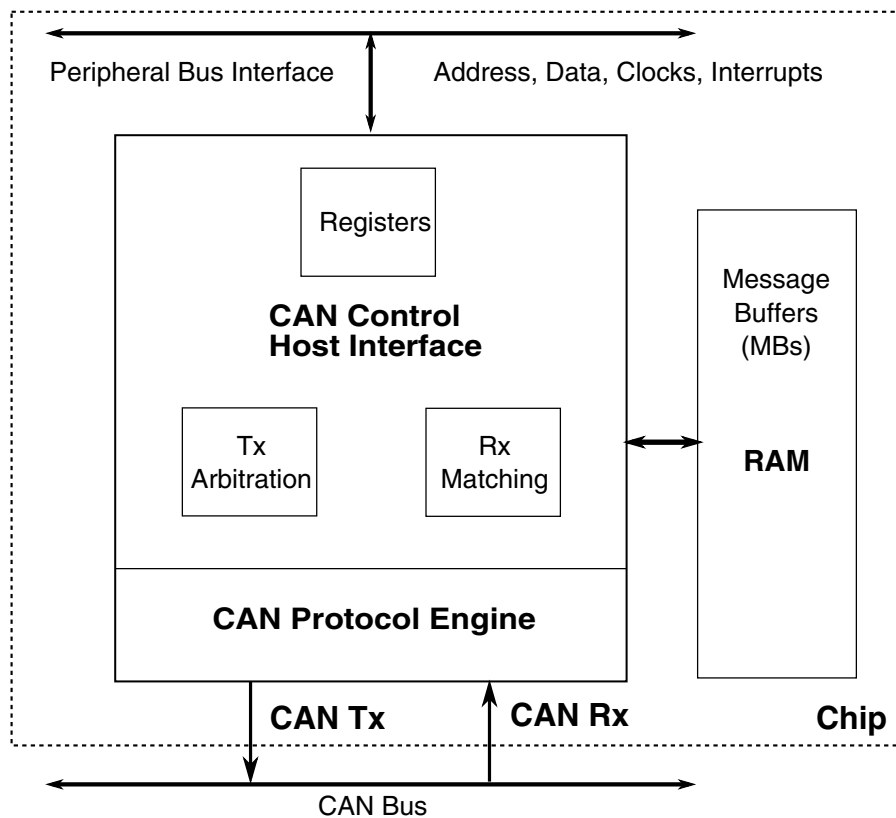 Peripheral Bus Interface
Address, Data, Clocks, Interrupts
Registers
CAN Control
Host Interface
Message
Buffers
(MBs)
Tx
Arbitration
Rx
Matching
RAM
CAN Protocol Engine
CAN Tx
CAN Rx
Chip
CAN Bus